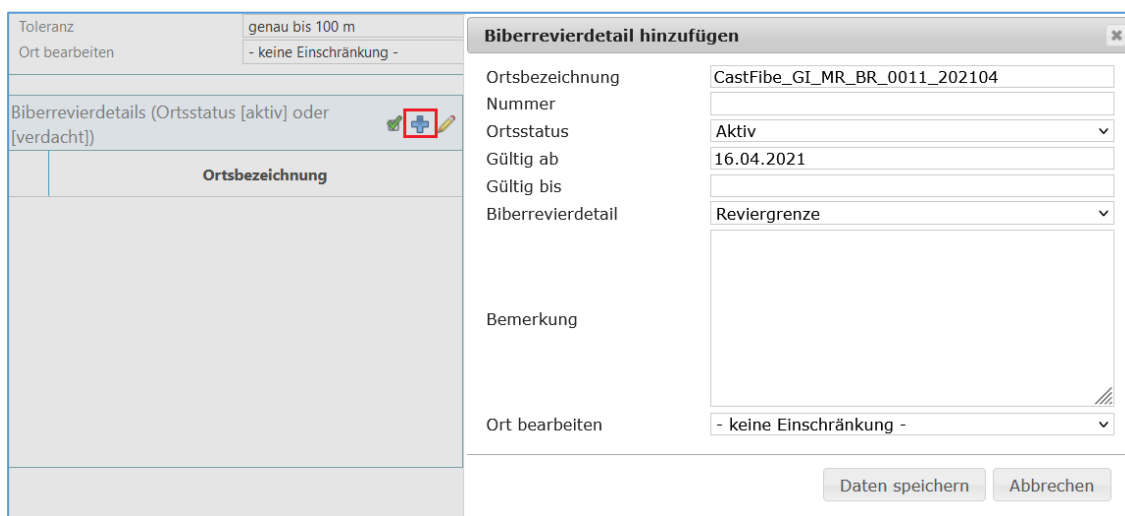 Toleranz genau bis 100 m
Ort bearbeiten - keine Einschränkung -
Biberrevierdetails (Ortsstatus [aktiv] oder
[verdacht])
Ortsbezeichnung
Biberrevierdetail hinzufügen
Ortsbezeichnung CastFibe_GI_MR_BR_0011_202104
Nummer
Ortsstatus Aktiv
Gültig ab 16.04.2021
Gültig bis
Biberrevierdetail Reviergrenze
Bemerkung
Ort bearbeiten - keine Einschränkung -
Daten speichern Abbrechen